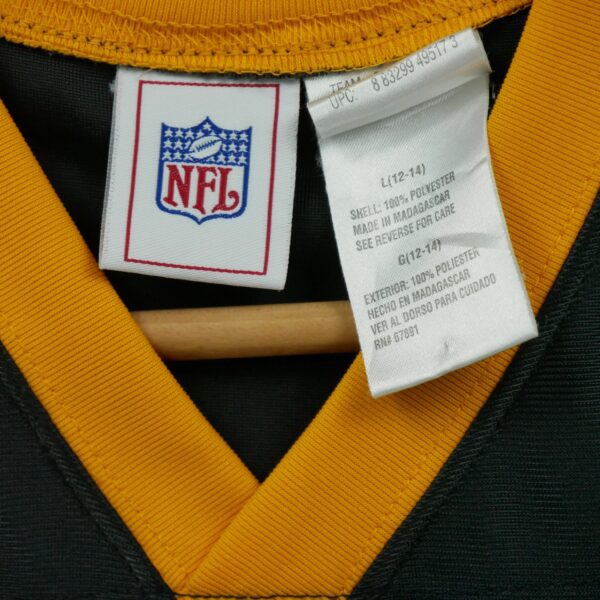 NFL
TEAM
UPC: 8 83299 49517 3
L(12-14)
SHELL: 100% POLYESTER
MADE IN MADAGASCAR
SEE REVERSE FOR CARE
G(12-14)
EXTERIOR: 100% POLIESTER
HECHO EN MADAGASCAR
VER AL DORSO PARA CUIDADO
RN# 67891